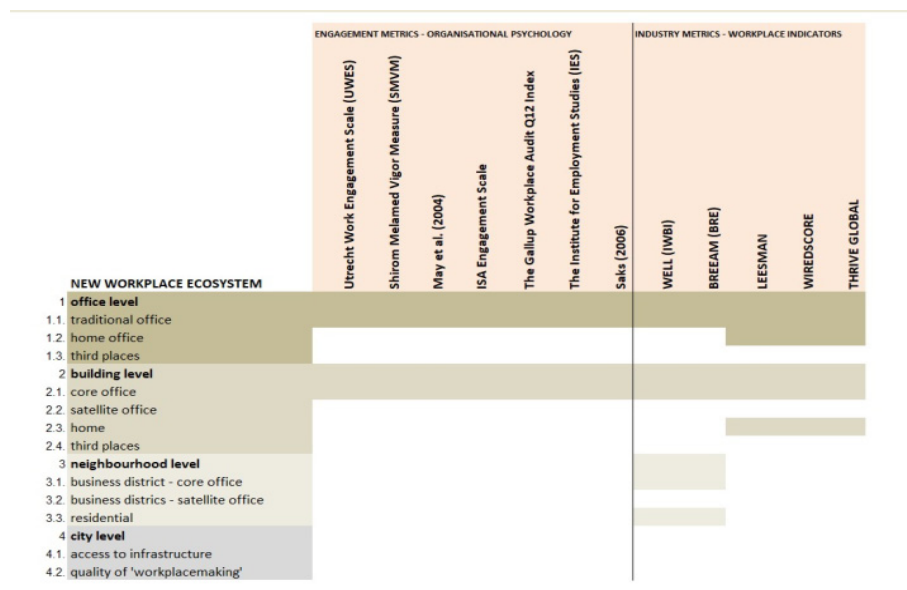 ENGAGEMENT METRICS - ORGANISATIONAL PSYCHOLOGY
INDUSTRY METRICS - WORKPLACE INDICATORS
Utrecht Work Engagement Scale (UWES)
Shirom Melamed Vigor Measure (SMVM)
May et al. (2004)
ISA Engagement Scale
The Gallup Workplace Audit Q12 Index
The Institute for Employment Studies (IES)
Saks (2006)
WELL (IWBI)
BREEAM (BRE)
LEESMAN
WIREDSCORE
THRIVE GLOBAL
NEW WORKPLACE ECOSYSTEM
1 office level
1.1. traditional office
1.2. home office
1.3. third places
2 building level
2.1. core office
2.2. satellite office
2.3. home
2.4. third places
3 neighbourhood level
3.1. business district - core office
3.2. business districs - satellite office
3.3. residential
4 city level
4.1. access to infrastructure
4.2. quality of 'workplacemaking'